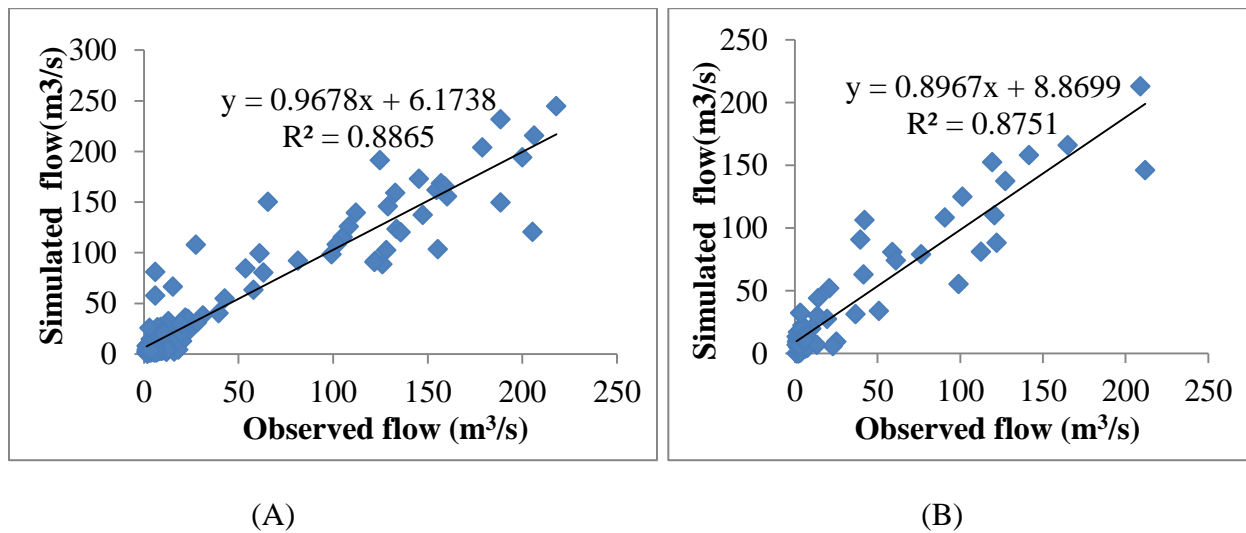 Simulated flow(m3/s)
300
250
200
150
100
50
0
y = 0.9678x + 6.1738
R² = 0.8865
0 50 100 150 200 250
Observed flow (m³/s)
(A)
Simulated flow(m3/s)
250
200
150
100
50
0
y = 0.8967x + 8.8699
R² = 0.8751
0 50 100 150 200 250
Observed flow (m³/s)
(B)